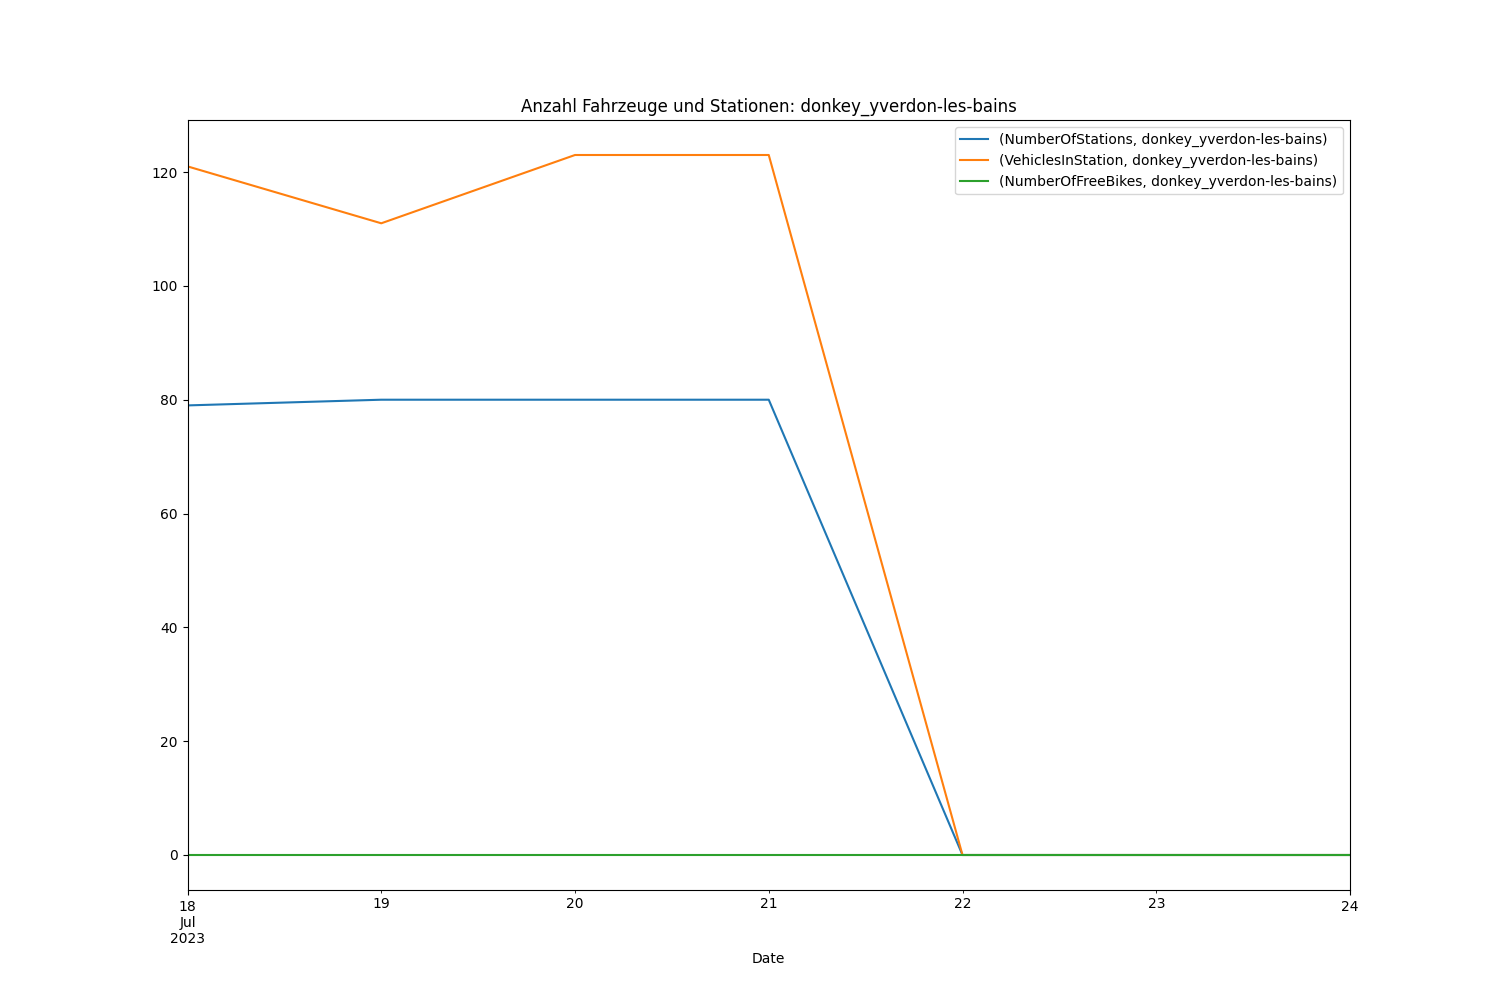 Anzahl Fahrzeuge und Stationen: donkey_yverdon-les-bains
(NumberOfStations, donkey_yverdon-les-bains)
(VehiclesInStation, donkey_yverdon-les-bains)
(NumberOfFreeBikes, donkey_yverdon-les-bains)
120
100
80
60
40
20
0
18 19 20 21 22 23 24
Jul
2023
Date